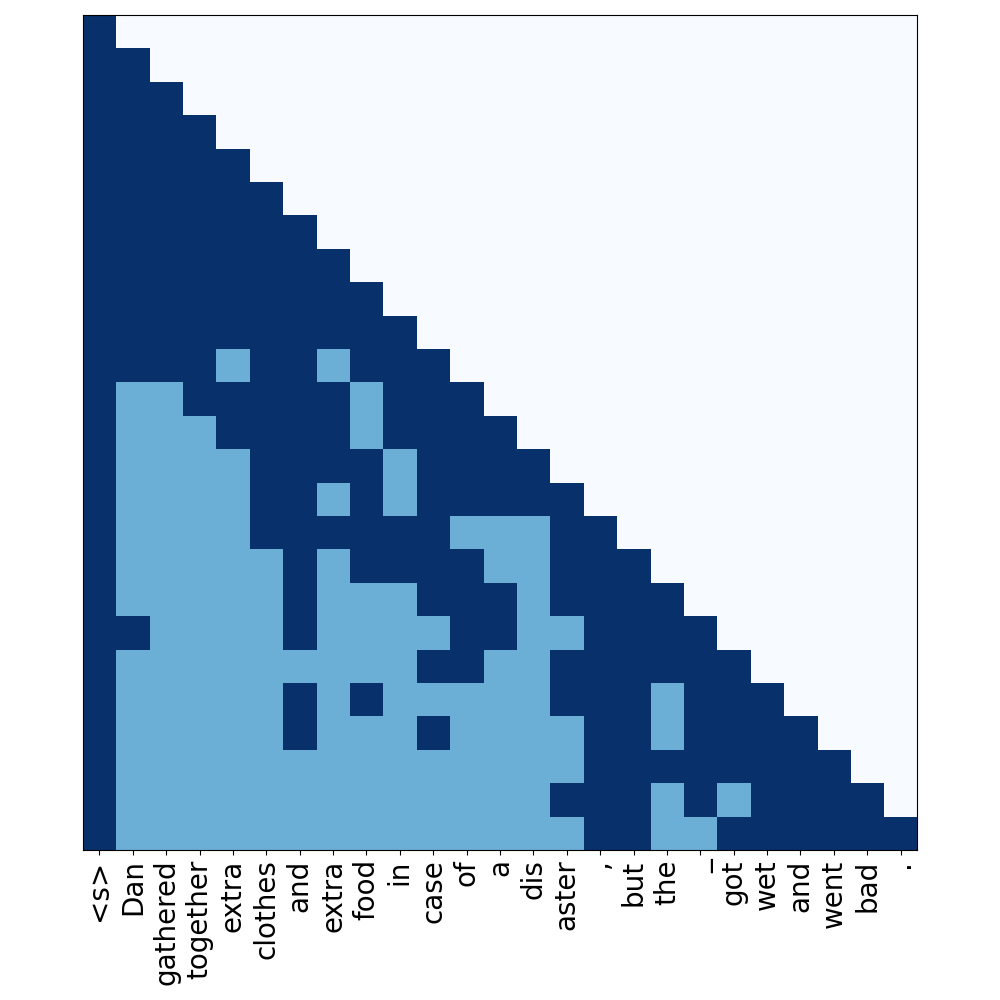 <s> Dan gathered together extra clothes and extra food in case of a dis aster , but the _ got wet and went bad .